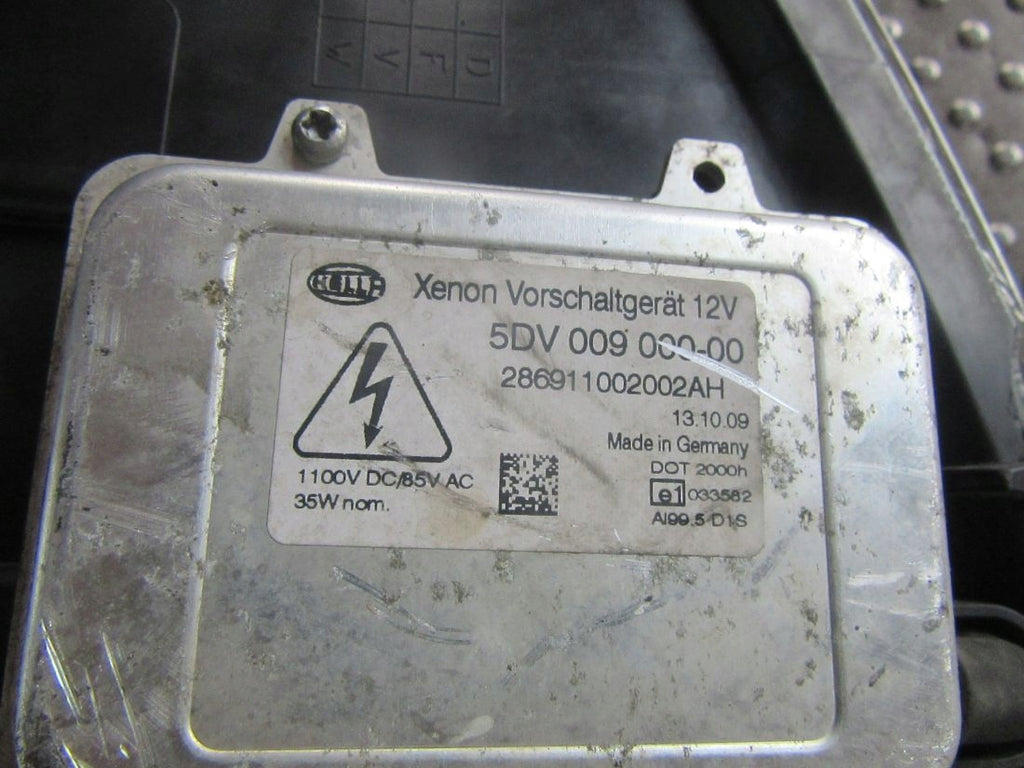 D F V W
HELLA
Xenon Vorschaltgerät 12V
5DV 009 000-00
286911002002AH
13.10.09
Made in Germany
DOT 2000h
e1 033582
Al99.5 D1S
1100V DC/85V AC
35W nom.